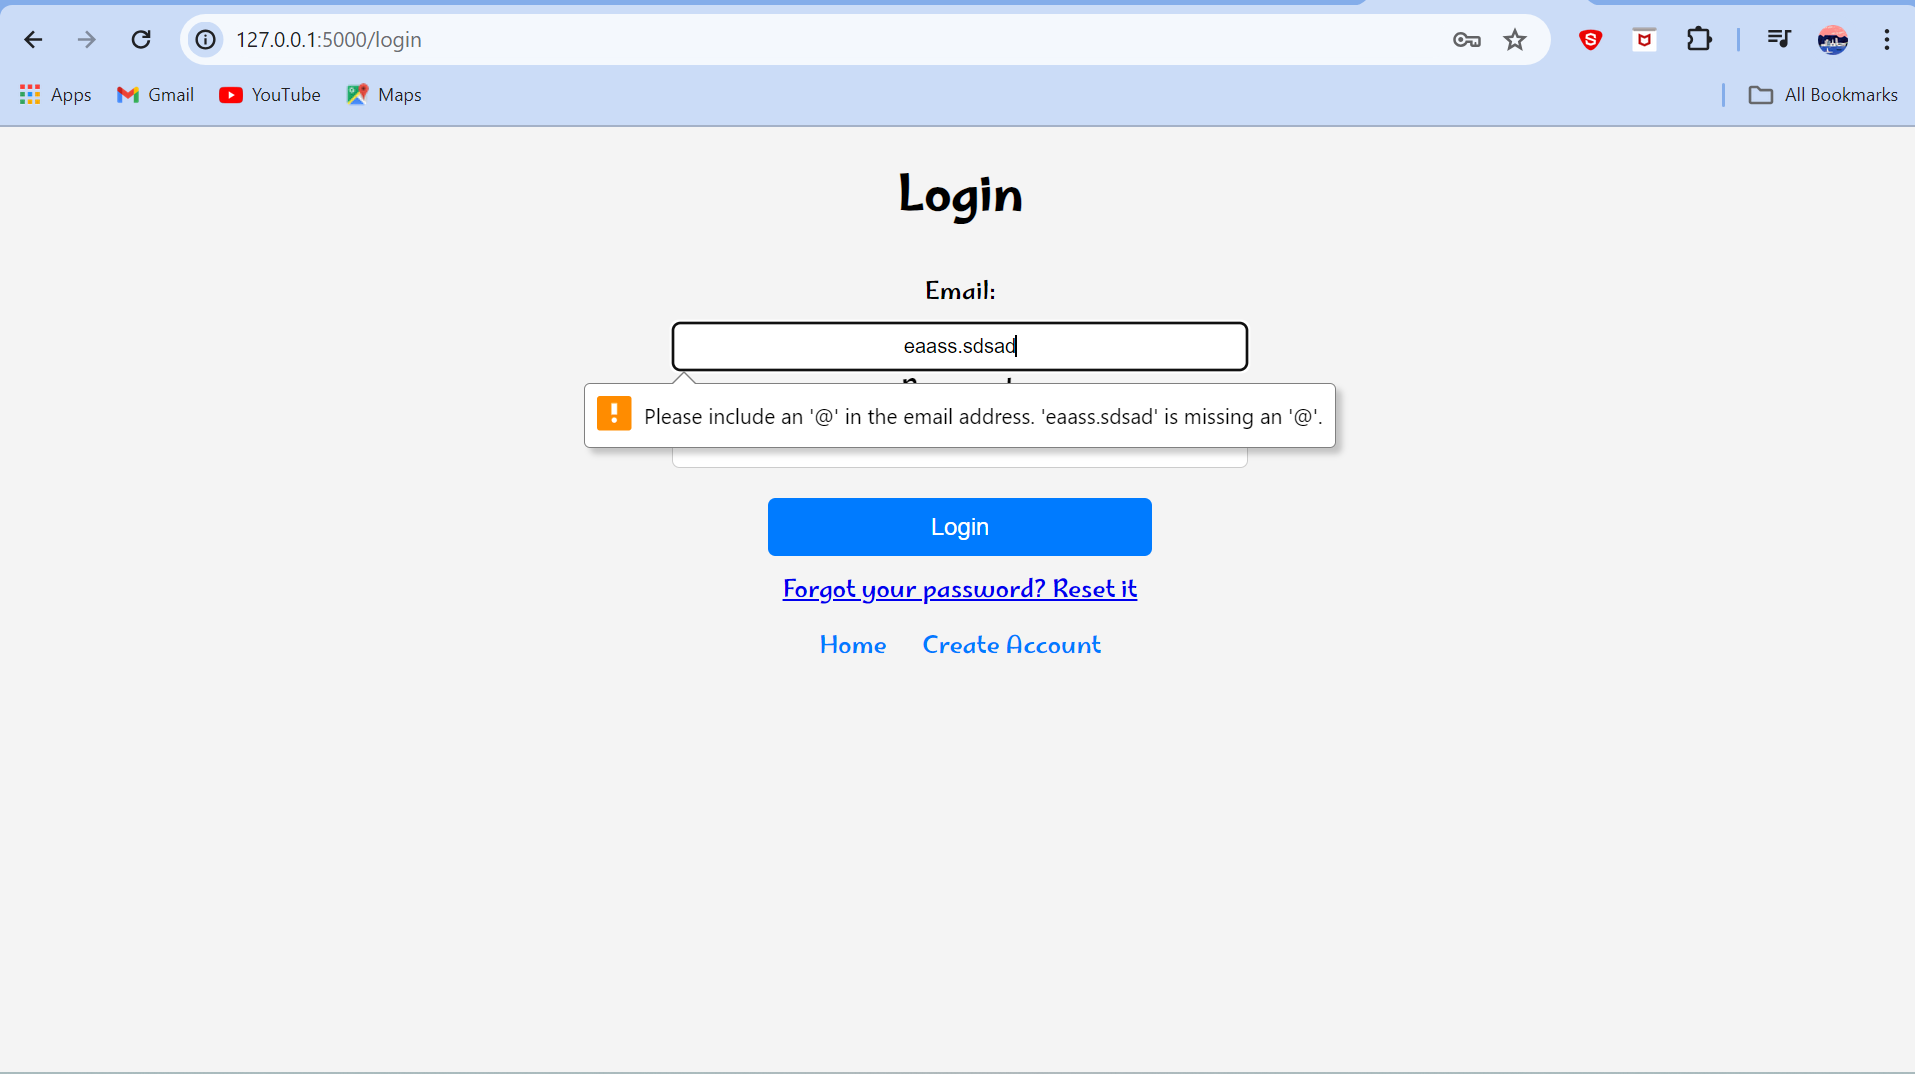 127.0.0.1:5000/login
Apps Gmail YouTube Maps All Bookmarks
Login
Email:
eaass.sdsad
Please include an '@' in the email address. 'eaass.sdsad' is missing an '@'.
Login
Forgot your password? Reset it
Home Create Account